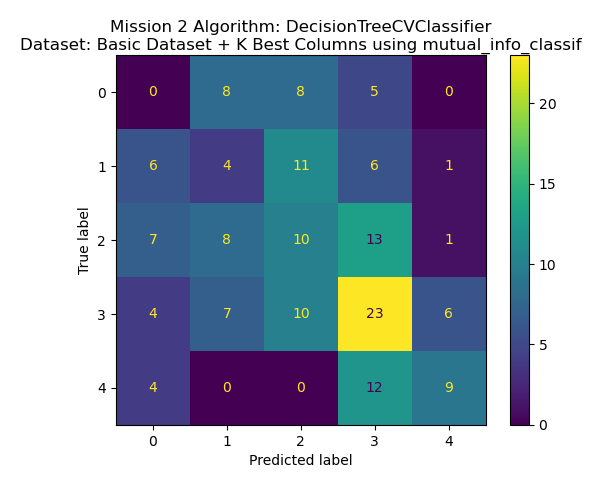 Mission 2 Algorithm: DecisionTreeCVClassifier
Dataset: Basic Dataset + K Best Columns using mutual_info_classif
0 0 8 8 5 0
1 6 4 11 6 1
2 7 8 10 13 1
3 4 7 10 23 6
4 4 0 0 12 9
0 1 2 3 4
True label
Predicted label
20
15
10
5
0